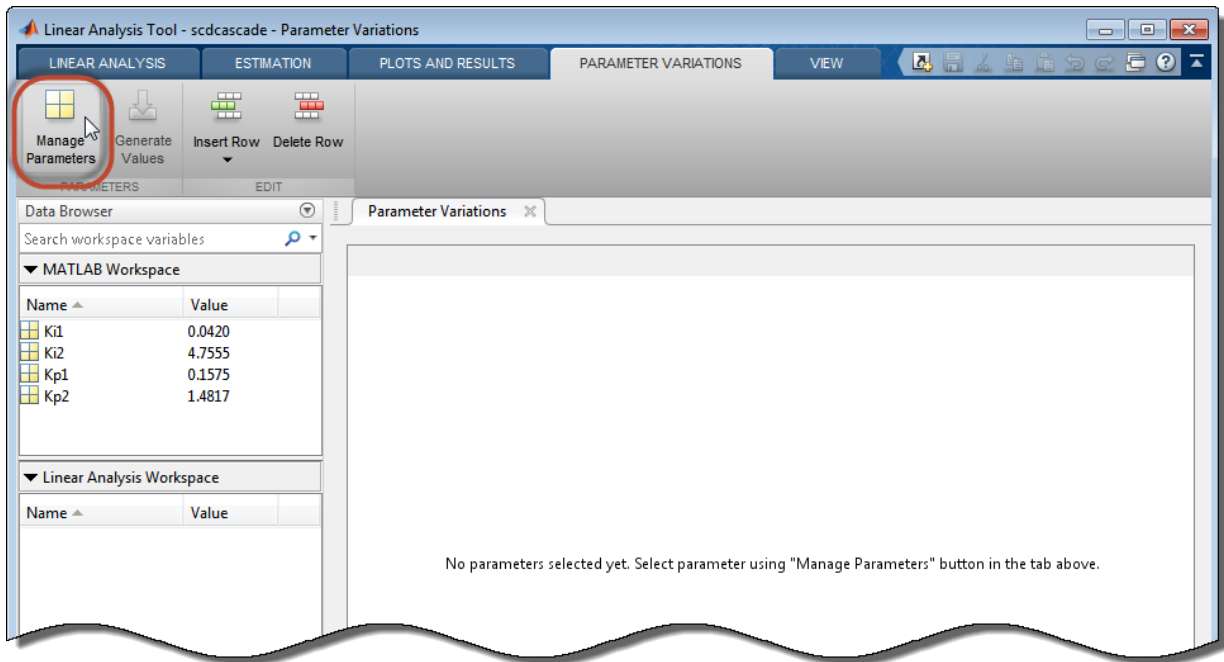 Linear Analysis Tool - scdcascade - Parameter Variations
LINEAR ANALYSIS ESTIMATION PLOTS AND RESULTS PARAMETER VARIATIONS VIEW
Manage Parameters
Generate Values
Insert Row
Delete Row
PARAMETERS EDIT
Data Browser
Search workspace variables
MATLAB Workspace
Name Value
Ki1 0.0420
Ki2 4.7555
Kp1 0.1575
Kp2 1.4817
Linear Analysis Workspace
Name Value
Parameter Variations
No parameters selected yet. Select parameter using "Manage Parameters" button in the tab above.